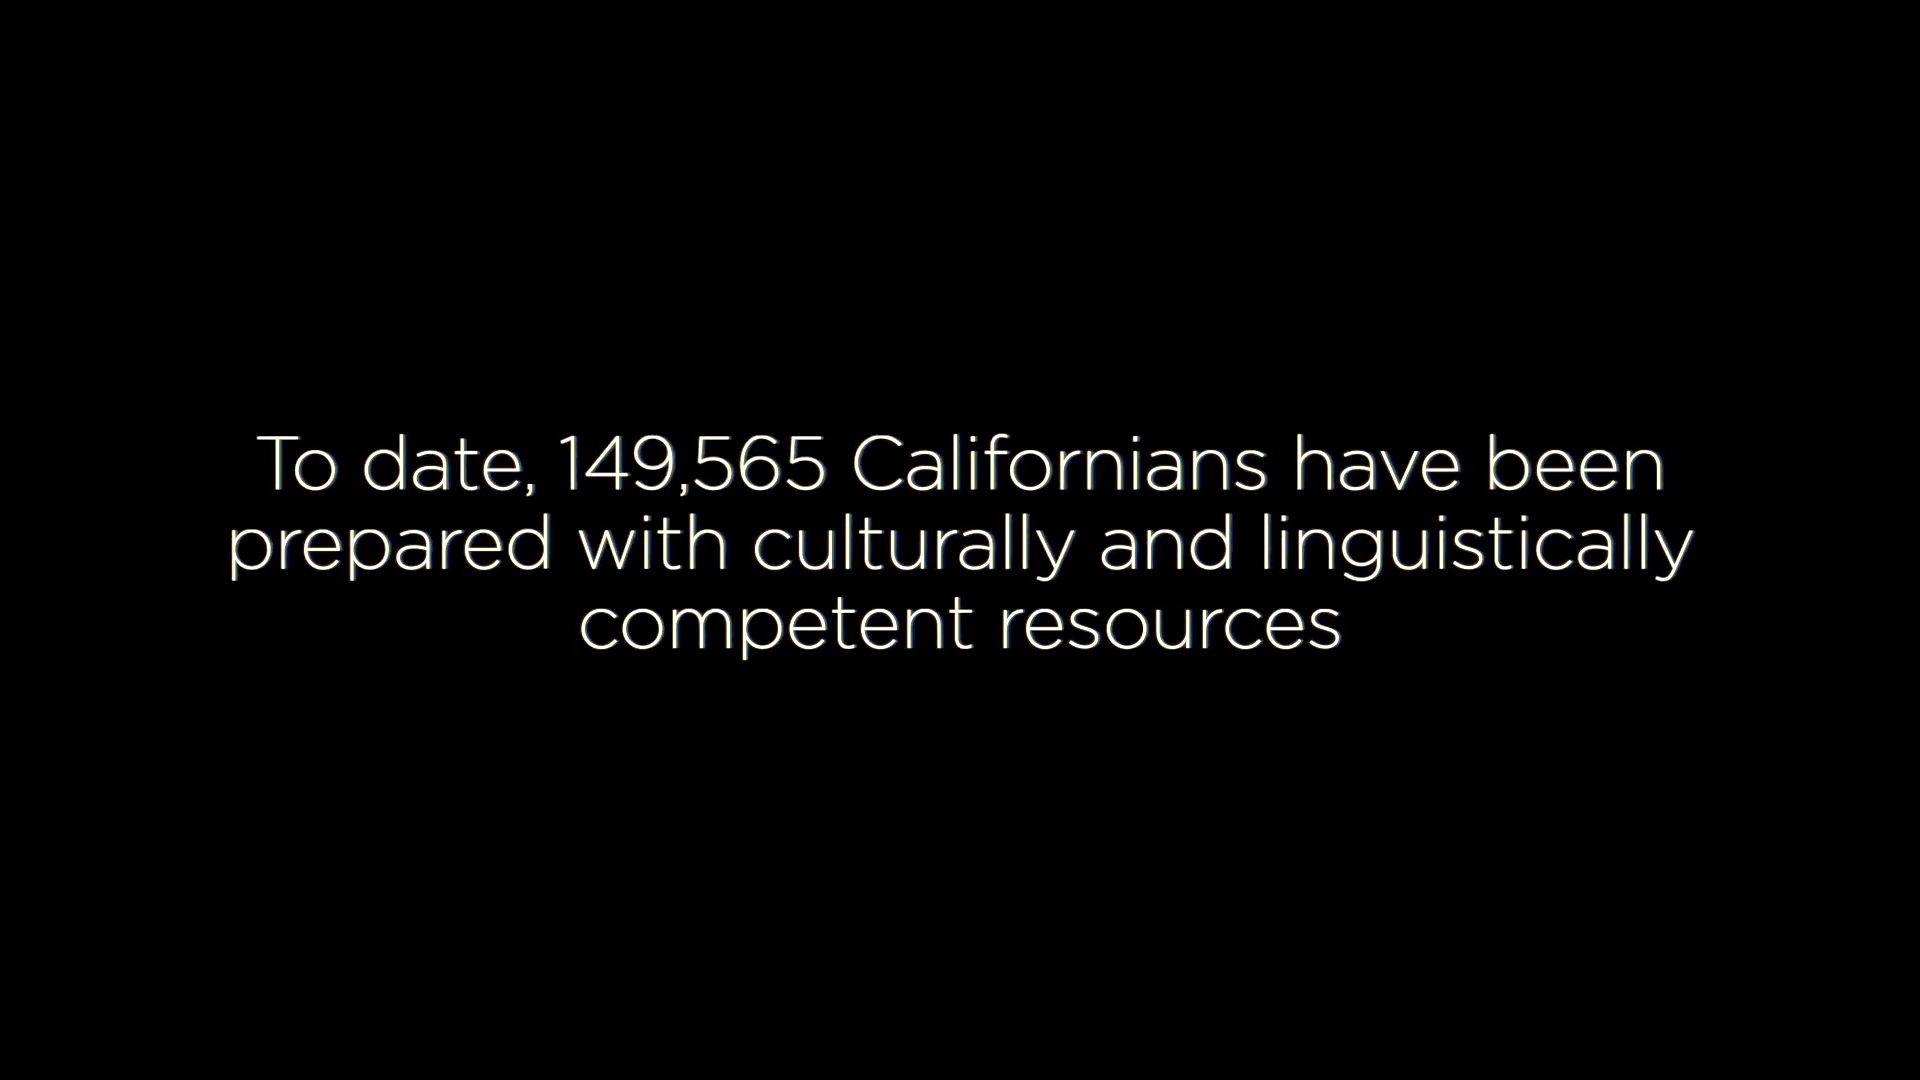 To date, 149,565 Californians have been
prepared with culturally and linguistically
competent resources